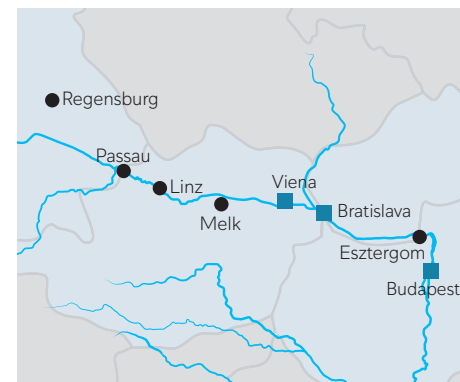 Regensburg
Passau
Linz
Viena
Melk
Bratislava
Esztergom
Budapest